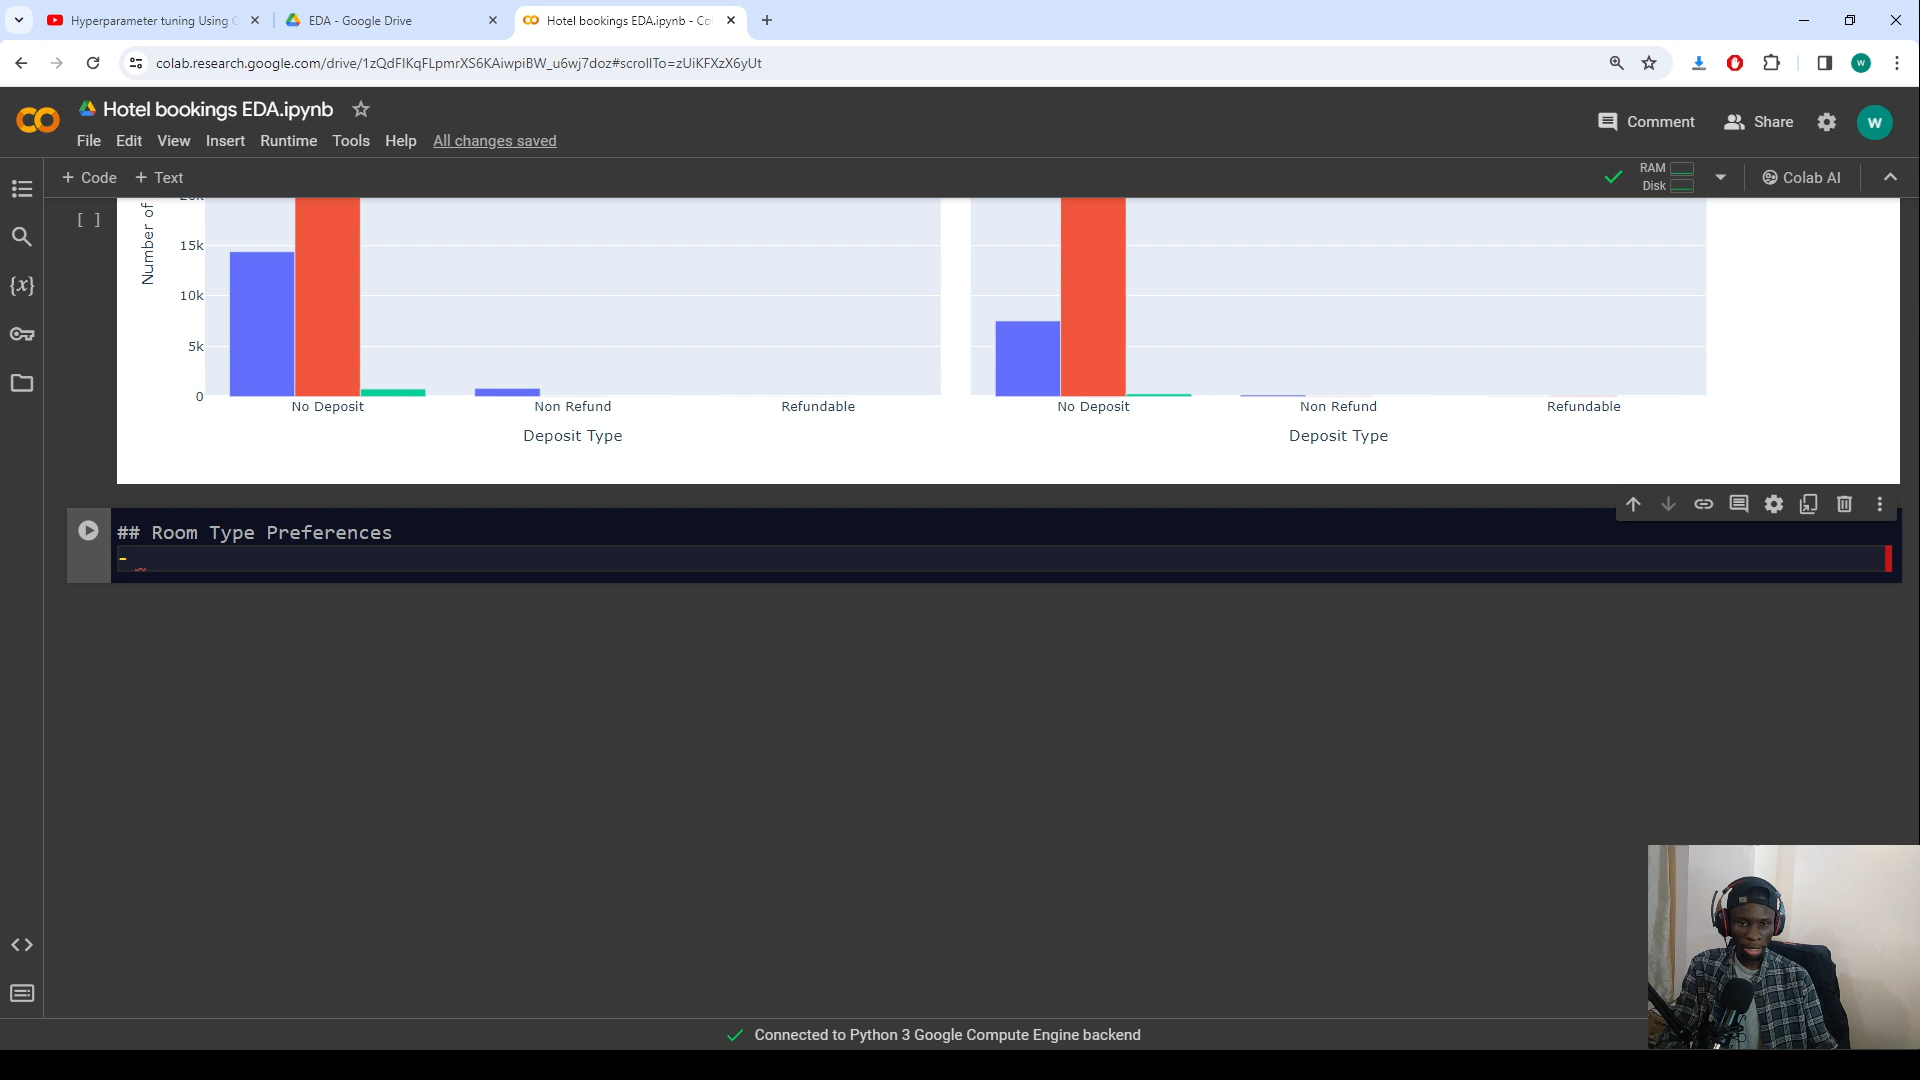 Hyperparameter tuning Using
EDA - Google Drive
Hotel bookings EDA.ipynb - Co
colab.research.google.com/drive/1zQdFlKqFLpmrXS6KAiwpiBW_u6wj7doz#scrollTo=zUiKFXzX6yUt
W
Hotel bookings EDA.ipynb
File Edit View Insert Runtime Tools Help All changes saved
Comment
Share
W
+ Code + Text
RAM
Disk
Colab AI
[ ]
{x}
Number of
20k
15k
10k
5k
0
No Deposit Non Refund Refundable
Deposit Type
No Deposit Non Refund Refundable
Deposit Type
## Room Type Preferences
-
Connected to Python 3 Google Compute Engine backend